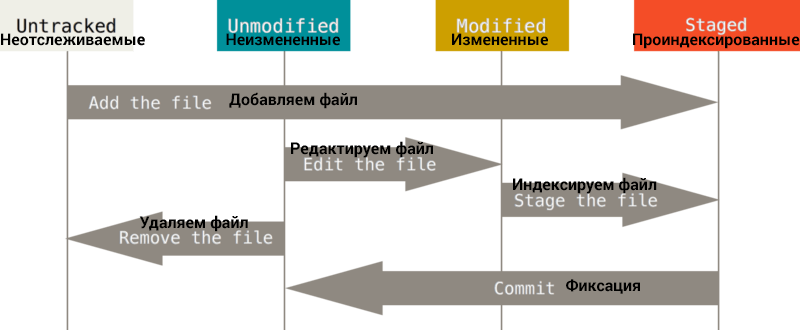 Untracked
Неотслеживаемые
Unmodified
Неизмененные
Modified
Измененные
Staged
Проиндексированные
Add the file
Добавляем файл
Редактируем файл
Edit the file
Индексируем файл
Stage the file
Удаляем файл
Remove the file
Commit
Фиксация